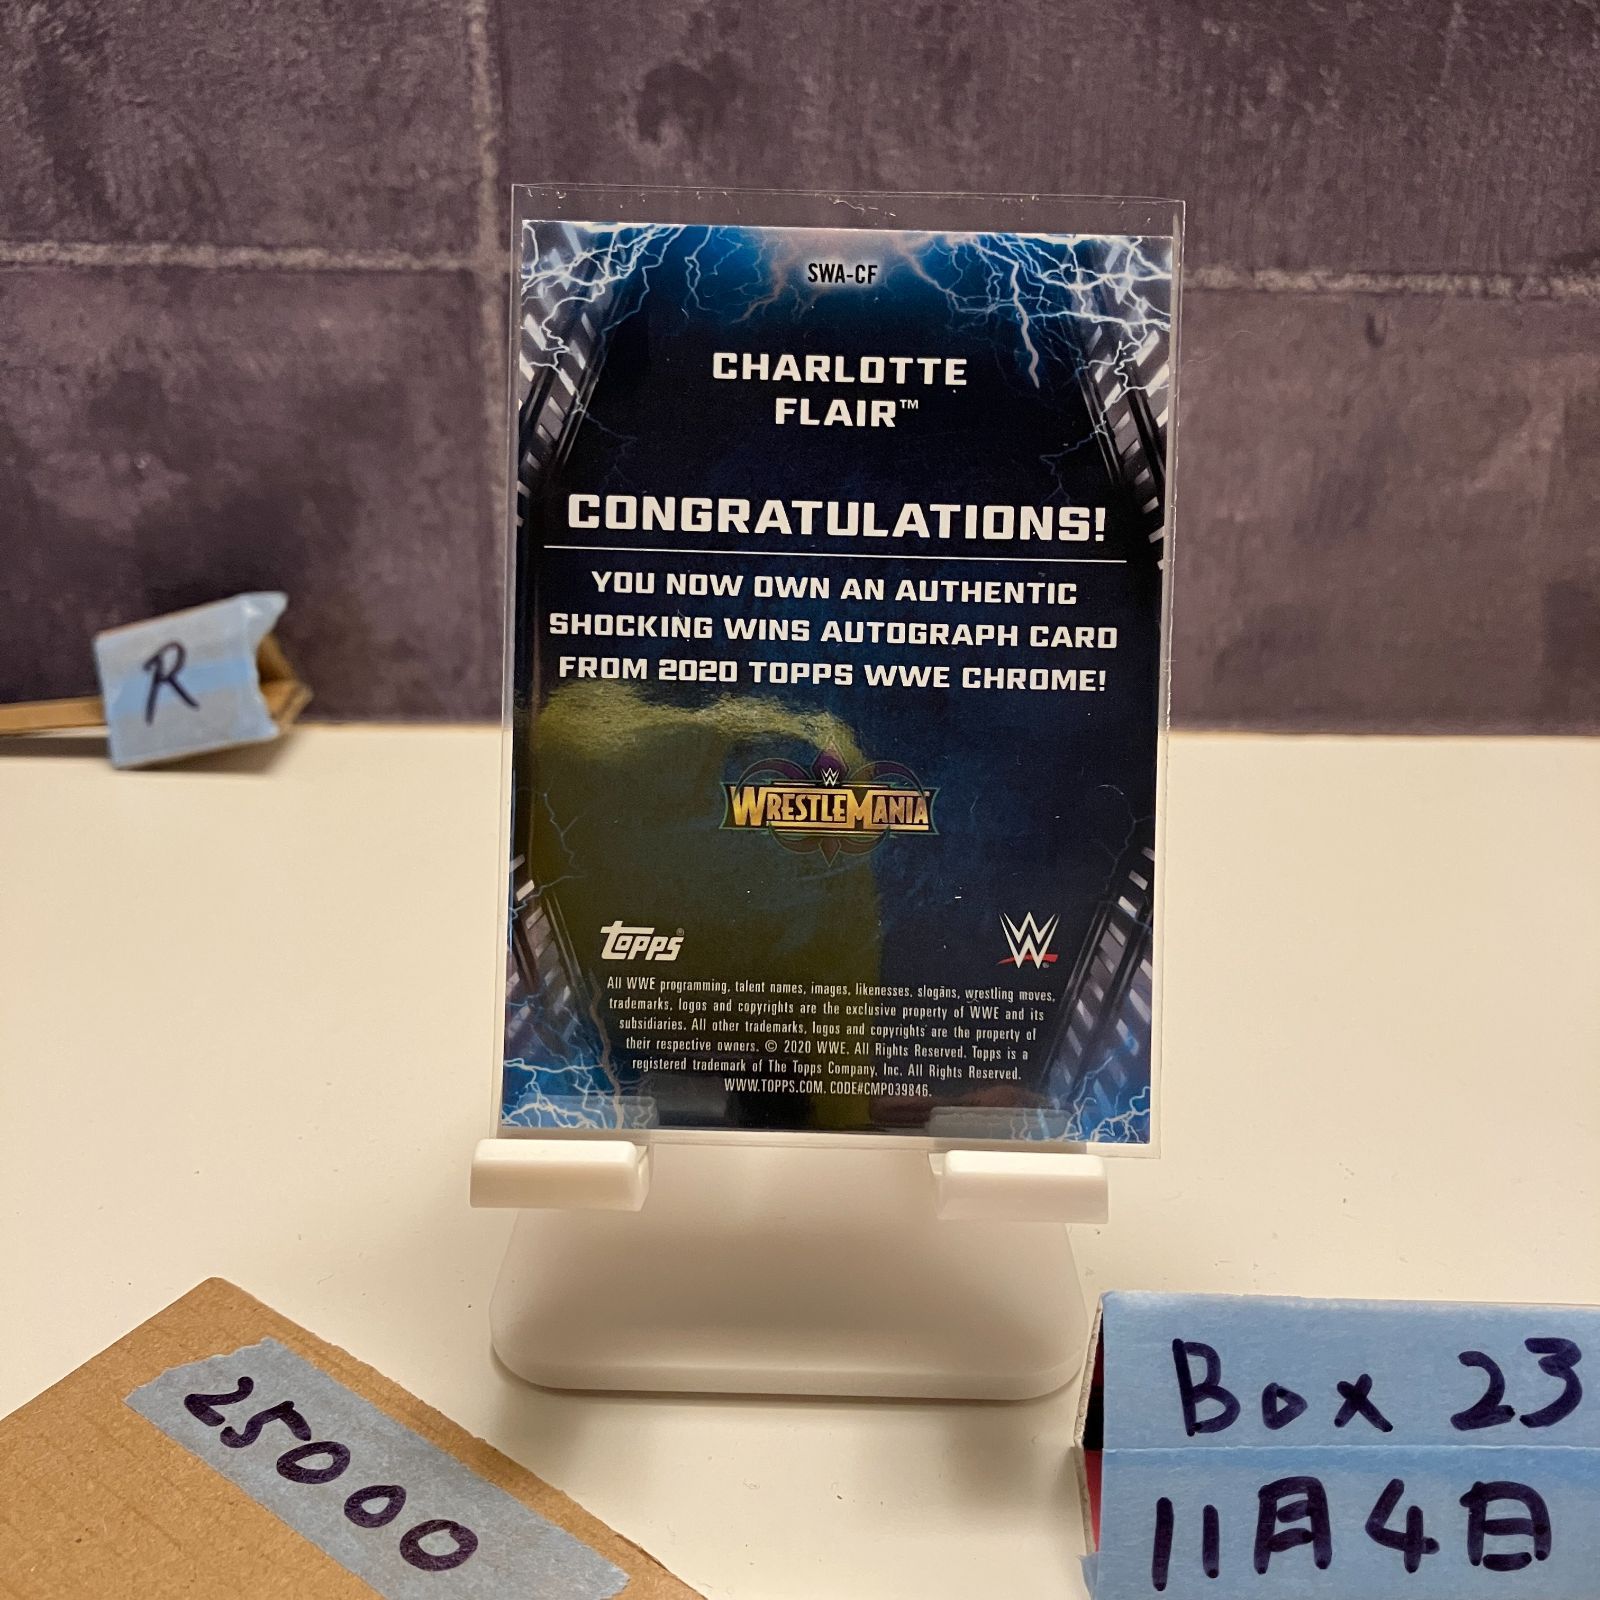 SWA-CF
CHARLOTTE
FLAIR™
CONGRATULATIONS!
YOU NOW OWN AN AUTHENTIC
SHOCKING WINS AUTOGRAPH CARD
FROM 2020 TOPPS WWE CHROME!
W
WRESTLEMANIA
topps®
W
All WWE programming, talent names, images, likenesses, slogans, wrestling moves,
trademarks, logos and copyrights are the exclusive property of WWE and its
subsidiaries. All other trademarks, logos and copyrights are the property of
their respective owners. © 2020 WWE. All Rights Reserved. Topps is a
registered trademark of The Topps Company, Inc. All Rights Reserved.
WWW.TOPPS.COM. CODE#CMP039846.
R
25000
Box 23
11月4日